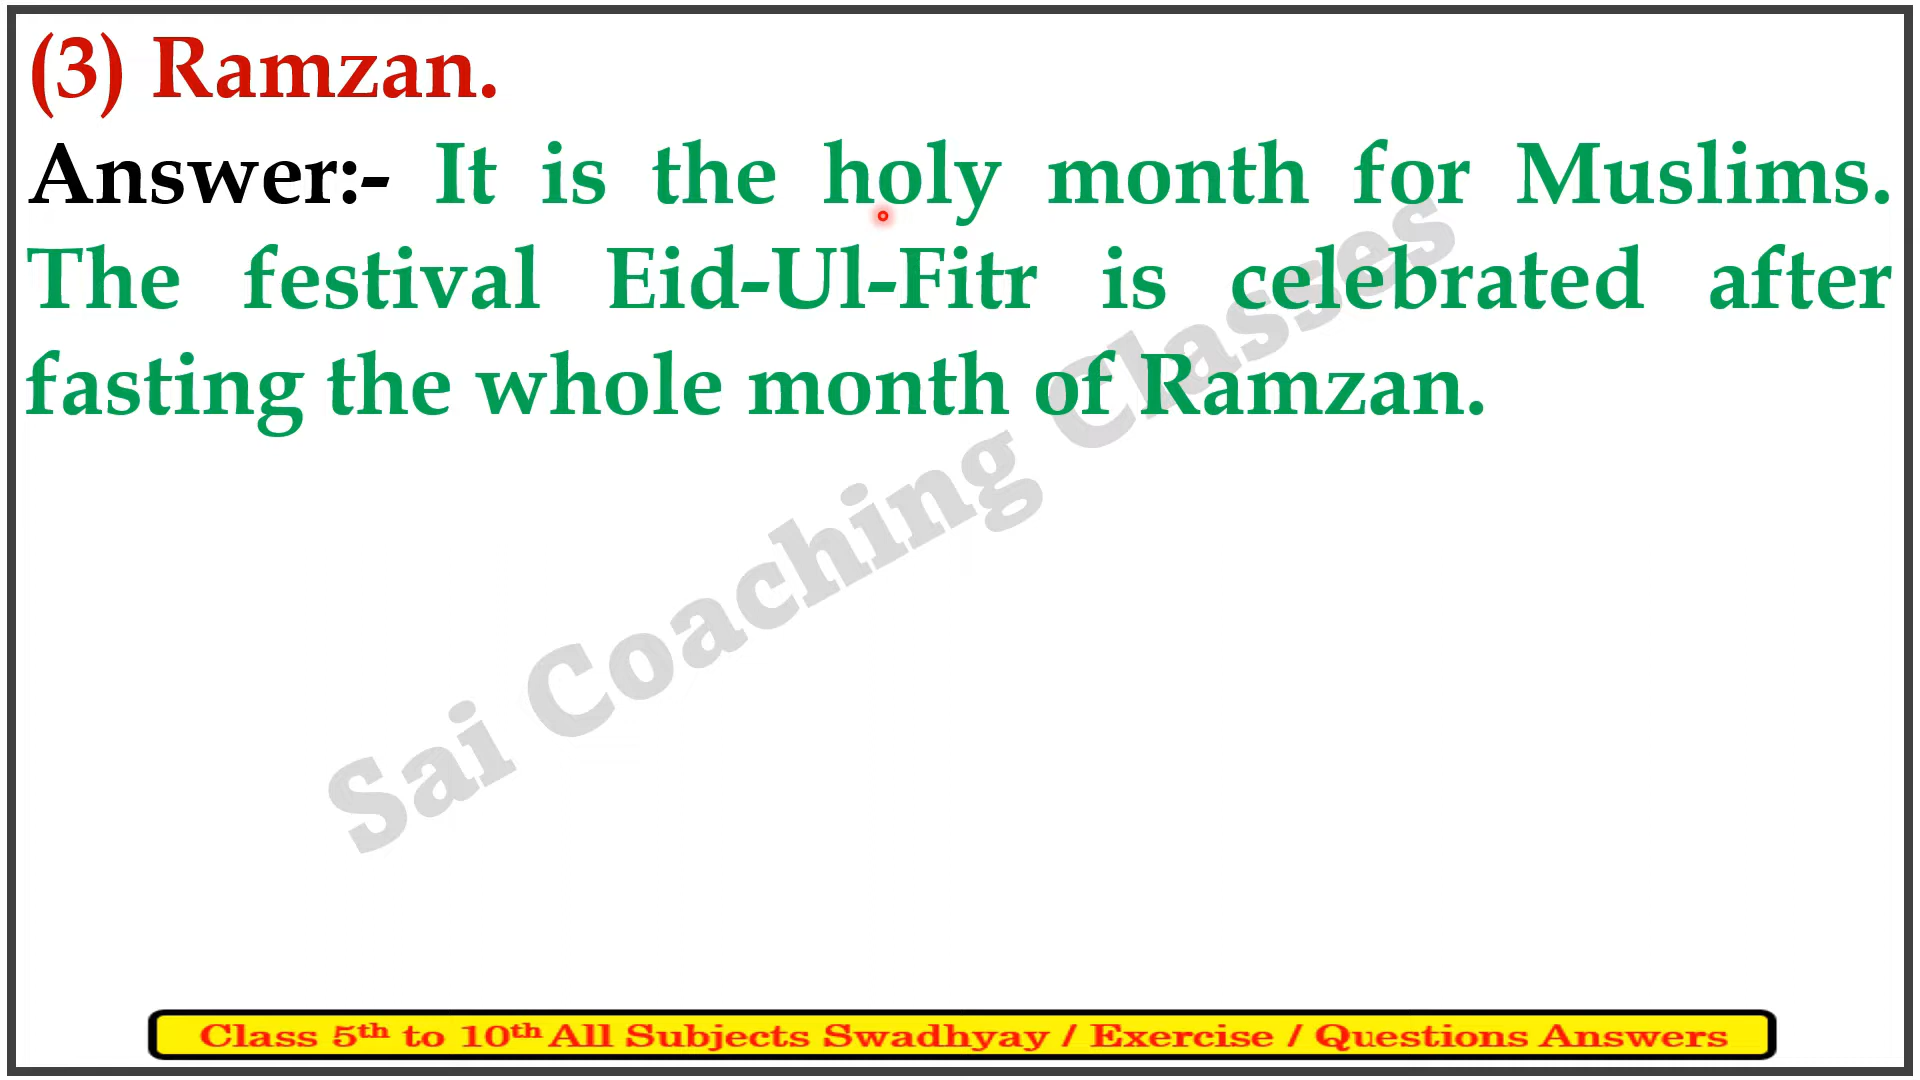 (3) Ramzan.
Answer:- It is the holy month for Muslims.
The festival Eid-Ul-Fitr is celebrated after
fasting the whole month of Ramzan.
Sai Coaching Classes
Class 5th to 10th All Subjects Swadhyay / Exercise / Questions Answers